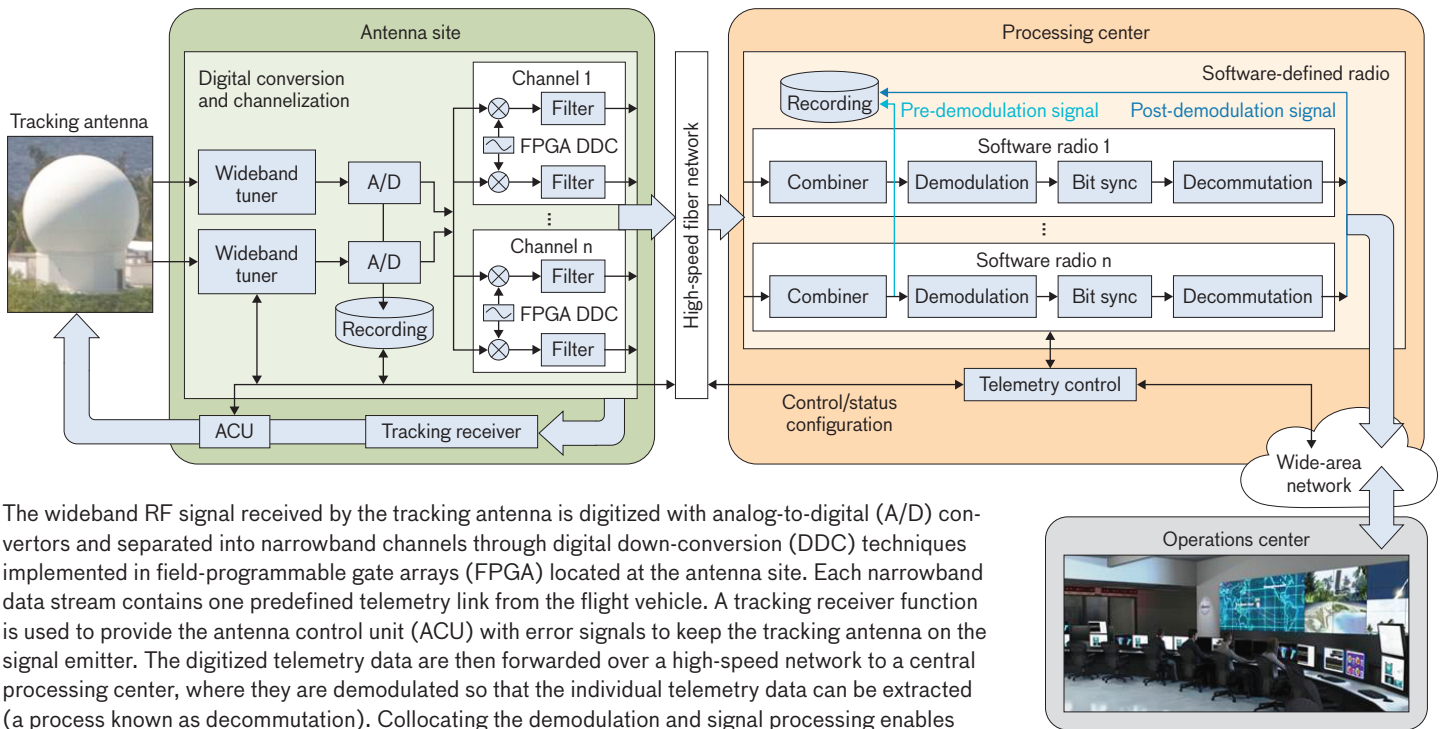 Antenna site
Processing center
Digital conversion
and channelization
Tracking antenna
Wideband
tuner
A/D
Wideband
tuner
A/D
Recording
Channel 1
Filter
FPGA DDC
Filter
...
Channel n
Filter
FPGA DDC
Filter
ACU
Tracking receiver
High-speed fiber network
Software-defined radio
Recording
Pre-demodulation signal
Post-demodulation signal
Software radio 1
Combiner
Demodulation
Bit sync
Decommutation
...
Software radio n
Combiner
Demodulation
Bit sync
Decommutation
Telemetry control
Control/status
configuration
Wide-area
network
Operations center
The wideband RF signal received by the tracking antenna is digitized with analog-to-digital (A/D) con-
vertors and separated into narrowband channels through digital down-conversion (DDC) techniques
implemented in field-programmable gate arrays (FPGA) located at the antenna site. Each narrowband
data stream contains one predefined telemetry link from the flight vehicle. A tracking receiver function
is used to provide the antenna control unit (ACU) with error signals to keep the tracking antenna on the
signal emitter. The digitized telemetry data are then forwarded over a high-speed network to a central
processing center, where they are demodulated so that the individual telemetry data can be extracted
(a process known as decommutation). Collocating the demodulation and signal processing enables